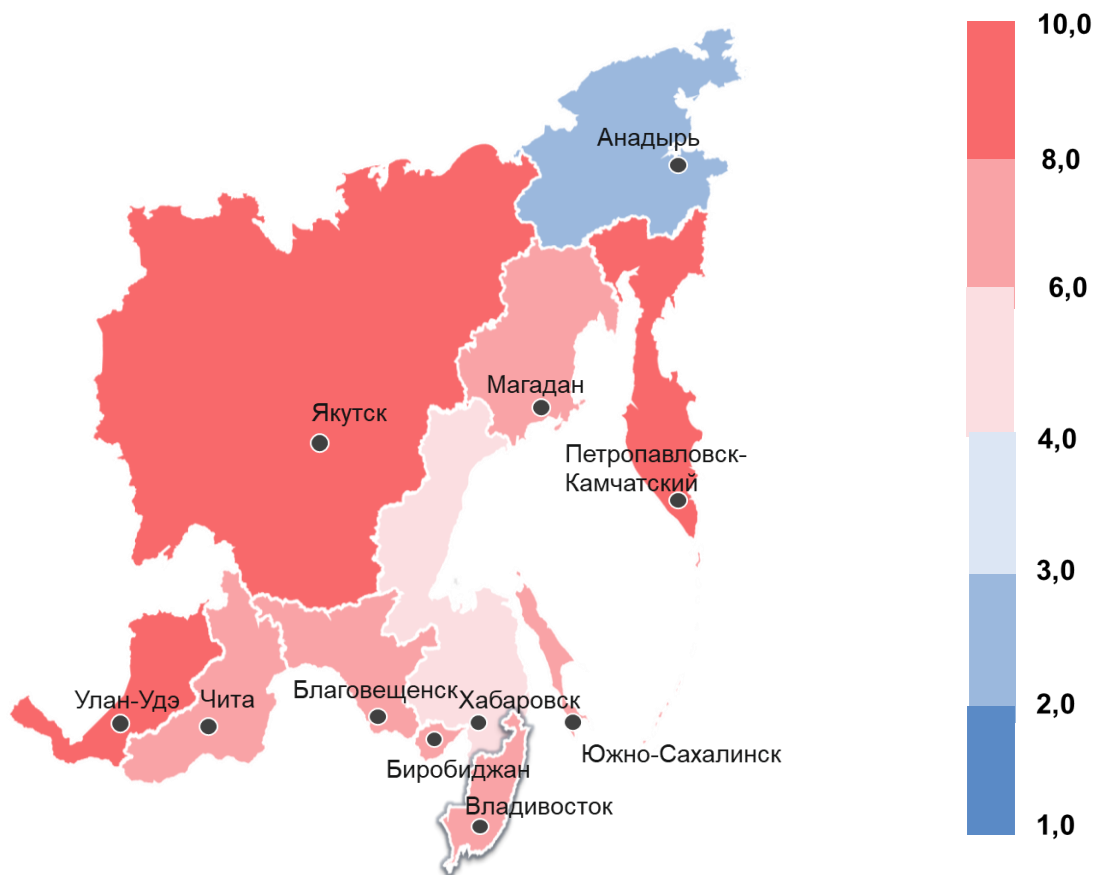 10,0
Анадырь
8,0
6,0
Магадан
Якутск
4,0
Петропавловск-
Камчатский
3,0
Улан-Удэ
Чита
Благовещенск
Хабаровск
2,0
Южно-Сахалинск
Биробиджан
Владивосток
1,0